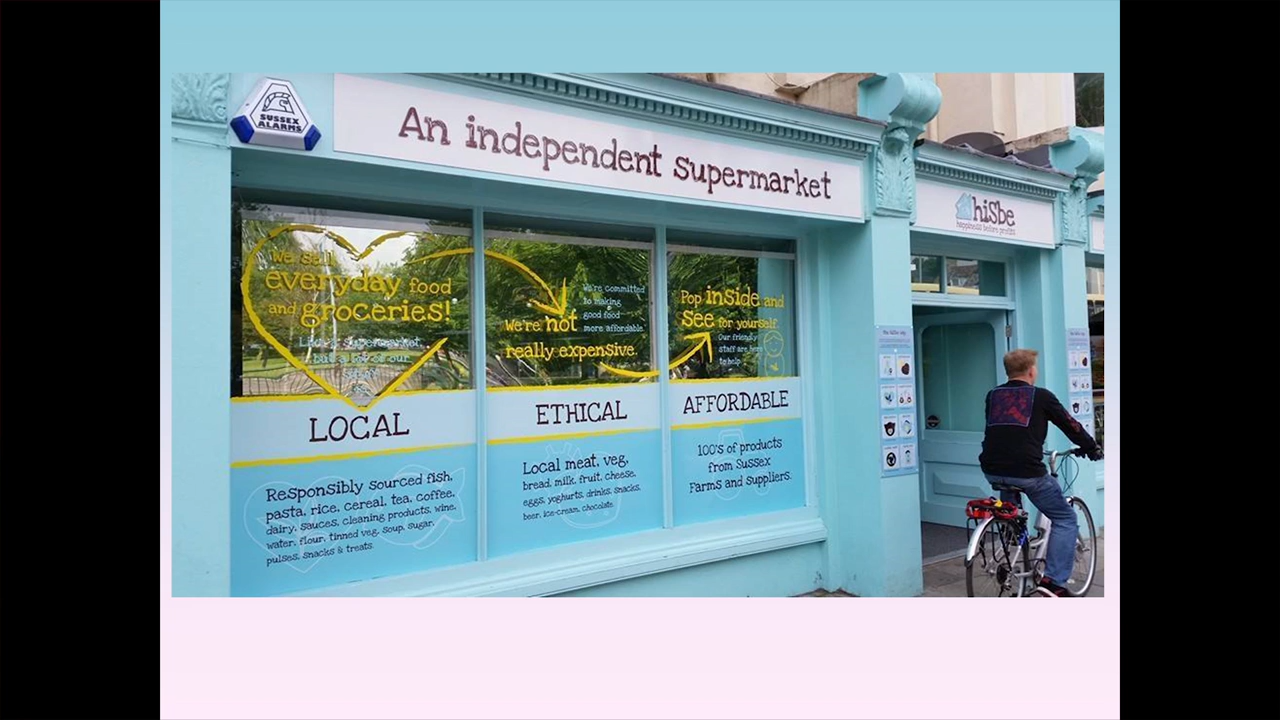 SUSSEX
ALARMS
An independent supermarket
hiSbe
happiness before profits
We sell
everyday food
and groceries!
Like a supermarket,
We're not
really expensive.
We're committed
to making
good food
more affordable.
Pop inside and
see for yourself.
Our friendly
staff are here
to help
LOCAL
Responsibly sourced fish,
pasta, rice, cereal, tea, coffee,
dairy, sauces, cleaning products, wine,
water, flour, tinned veg, soup, sugar,
pulses, snacks & treats.
ETHICAL
Local meat, veg,
bread, milk, fruit, cheese,
eggs, yoghurts, drinks, snacks,
beer, ice-cream, chocolate.
AFFORDABLE
100's of products
from Sussex
Farms and suppliers.